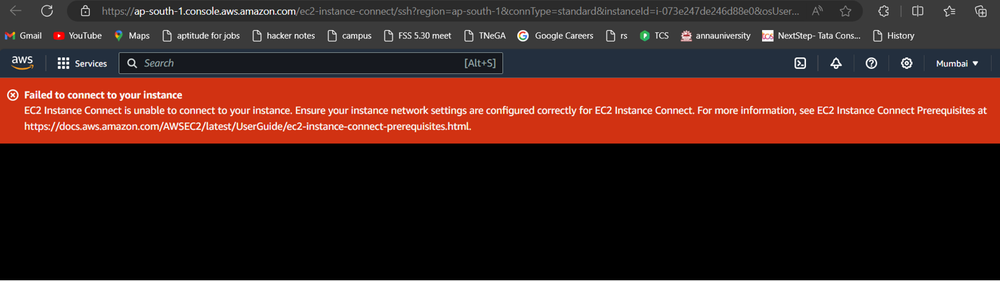 https://ap-south-1.console.aws.amazon.com/ec2-instance-connect/ssh?region=ap-south-1&connType=standard&instanceId=i-073e247de246d88e0&osUser...
Gmail YouTube Maps aptitude for jobs hacker notes campus FSS 5.30 meet TNeGA Google Careers rs TCS annauniversity NextStep- Tata Cons... History
aws Services Search [Alt+S] Mumbai
Failed to connect to your instance
EC2 Instance Connect is unable to connect to your instance. Ensure your instance network settings are configured correctly for EC2 Instance Connect. For more information, see EC2 Instance Connect Prerequisites at
https://docs.aws.amazon.com/AWSEC2/latest/UserGuide/ec2-instance-connect-prerequisites.html.